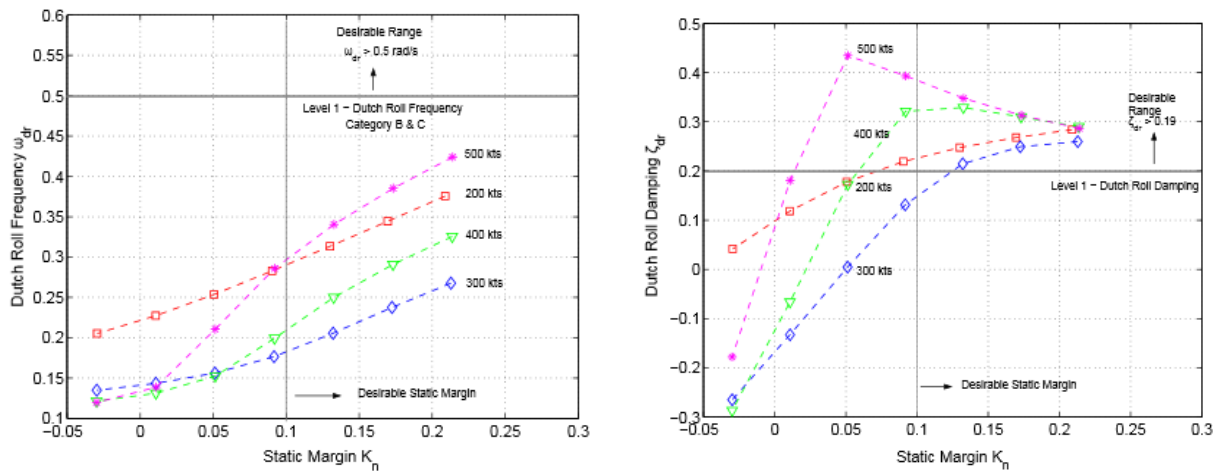 0.6
0.55
0.5
0.45
0.4
0.35
0.3
0.25
0.2
0.15
0.1
Dutch Roll Frequency ω_dr
Desirable Range
ω_dr > 0.5 rad/s
Level 1 − Dutch Roll Frequency
Category B & C
500 kts
200 kts
400 kts
300 kts
Desirable Static Margin
−0.05 0 0.05 0.1 0.15 0.2 0.25 0.3
Static Margin K_n
0.5
0.4
0.3
0.2
0.1
0
−0.1
−0.2
−0.3
Dutch Roll Damping ζ_dr
500 kts
400 kts
Desirable
Range
ζ_dr > 0.19
200 kts
Level 1 − Dutch Roll Damping
300 kts
Desirable Static Margin
−0.05 0 0.05 0.1 0.15 0.2 0.25 0.3
Static Margin K_n